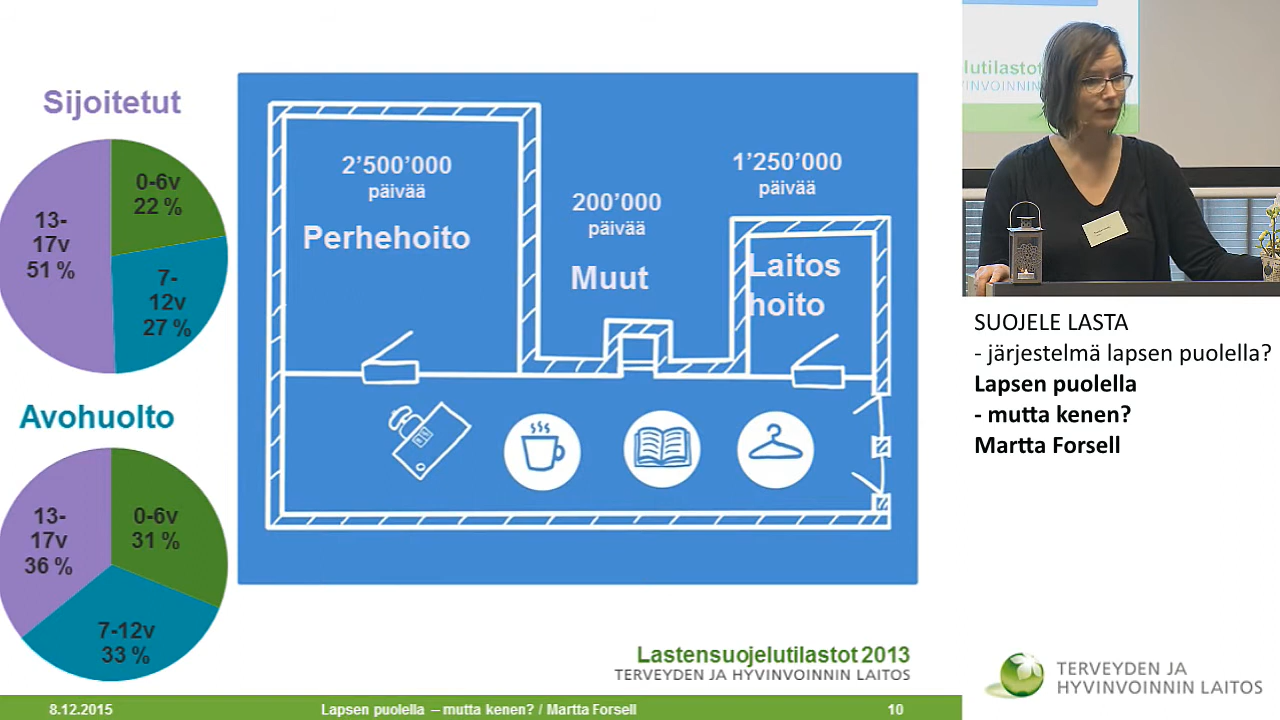 Sijoitetut
0-6v
22 %
13-
17v
51 %
7-
12v
27 %
Avohuolto
13-
17v
36 %
0-6v
31 %
7-12v
33 %
2’500’000
päivää
Perhehoito
200’000
päivää
Muut
1’250’000
päivää
Laitos
hoito
Lastensuojelutilastot 2013
TERVEYDEN JA HYVINVOINNIN LAITOS
8.12.2015
Lapsen puolella – mutta kenen? / Martta Forsell
10
lutilastot
HYVINVOINNIN
SUOJELE LASTA
- järjestelmä lapsen puolella?
Lapsen puolella
- mutta kenen?
Martta Forsell
TERVEYDEN JA
HYVINVOINNIN LAITOS